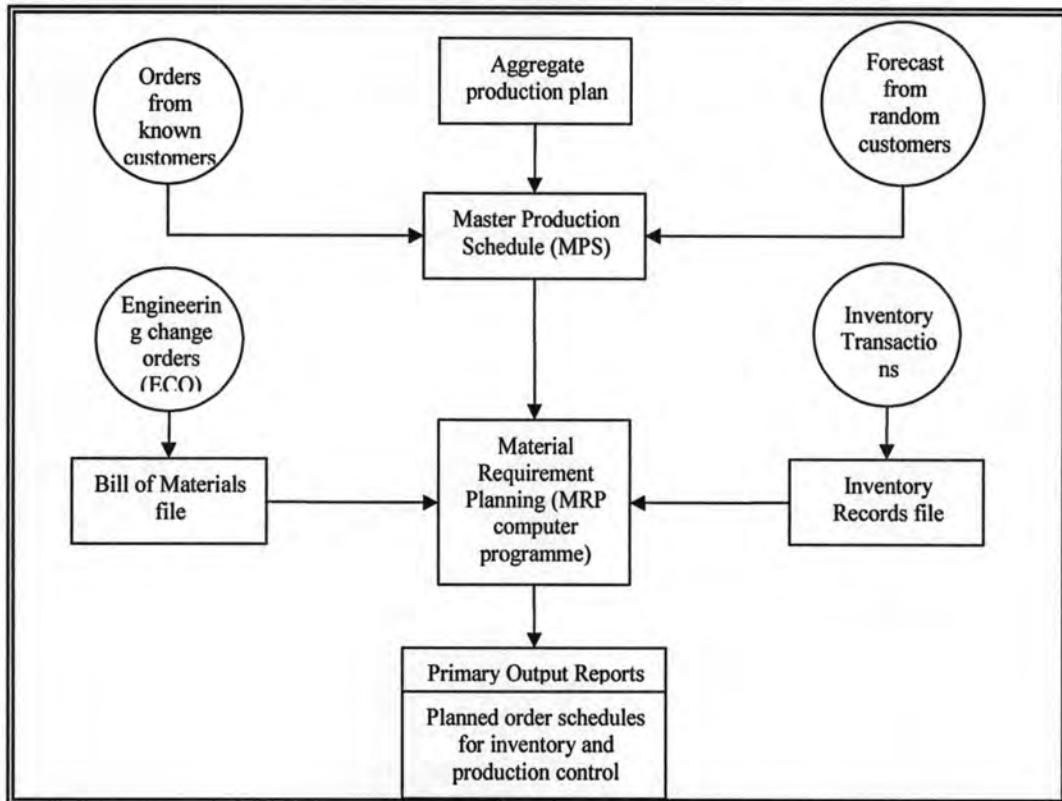 Orders
from
known
customers
Aggregate
production plan
Forecast
from
random
customers
Master Production
Schedule (MPS)
Engineerin
g change
orders
(ECO)
Inventory
Transactio
ns
Bill of Materials
file
Material
Requirement
Planning (MRP
computer
programme)
Inventory
Records file
Primary Output Reports
Planned order schedules
for inventory and
production control